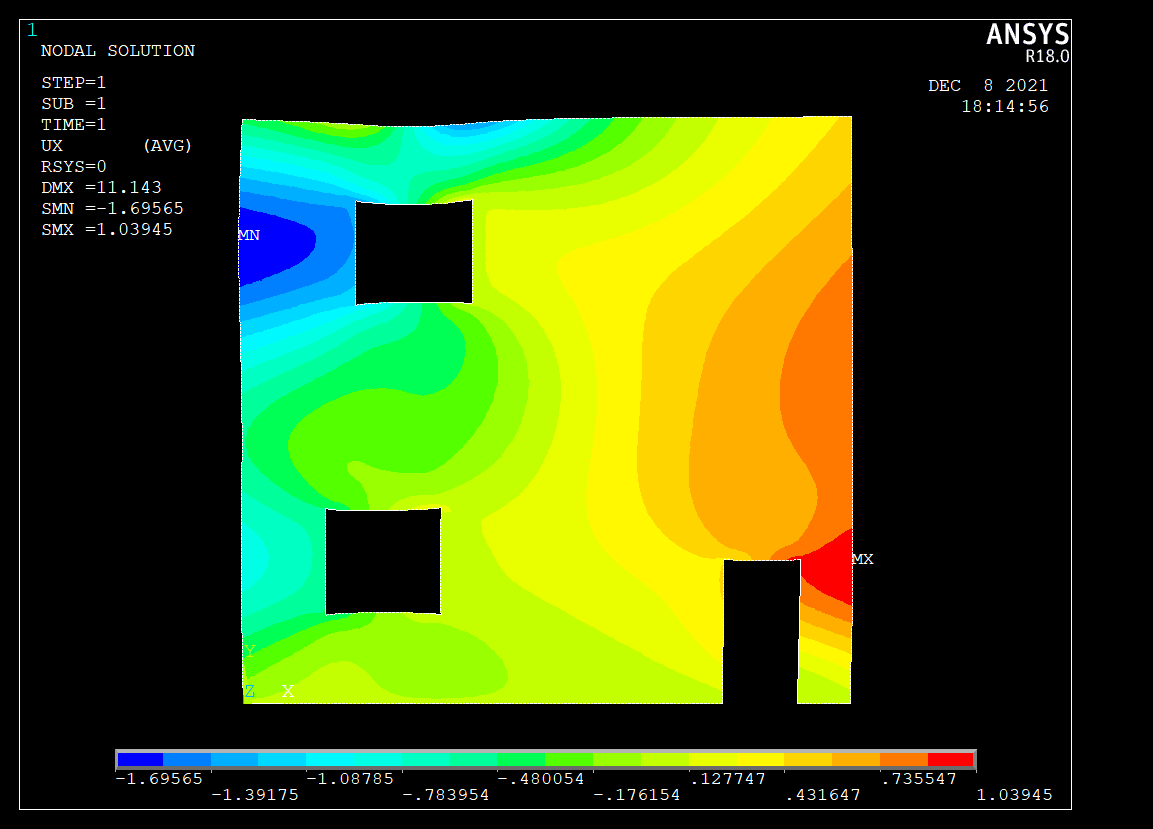 1
ANSYS
R18.0
NODAL SOLUTION
DEC  8 2021
18:14:56
STEP=1
SUB =1
TIME=1
UX       (AVG)
RSYS=0
DMX =11.143
SMN =-1.69565
SMX =1.03945
MN
MX
Y
Z
X
-1.69565
-1.39175
-1.08785
-.783954
-.480054
-.176154
.127747
.431647
.735547
1.03945